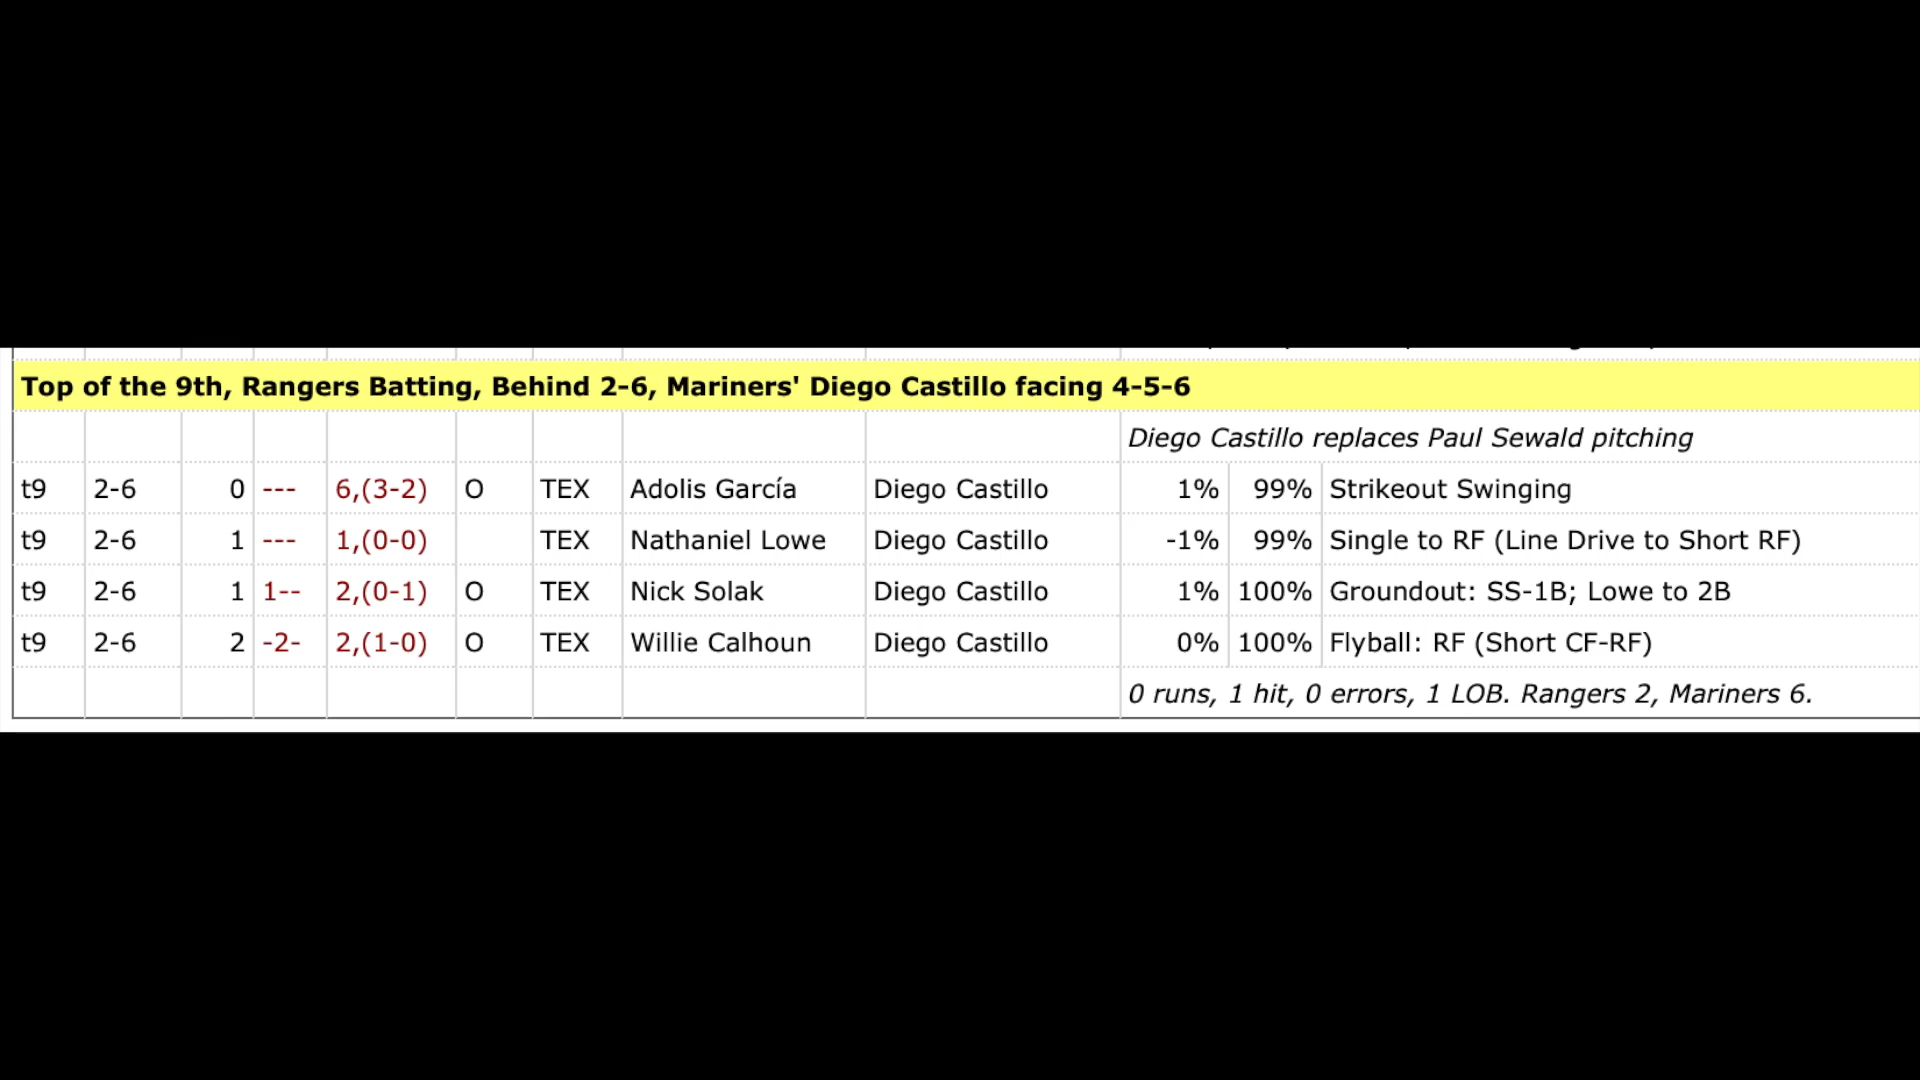 Top of the 9th, Rangers Batting, Behind 2-6, Mariners' Diego Castillo facing 4-5-6
Diego Castillo replaces Paul Sewald pitching
t9 2-6 0 --- 6,(3-2) O TEX Adolis García Diego Castillo 1% 99% Strikeout Swinging
t9 2-6 1 --- 1,(0-0) TEX Nathaniel Lowe Diego Castillo -1% 99% Single to RF (Line Drive to Short RF)
t9 2-6 1 1-- 2,(0-1) O TEX Nick Solak Diego Castillo 1% 100% Groundout: SS-1B; Lowe to 2B
t9 2-6 2 -2- 2,(1-0) O TEX Willie Calhoun Diego Castillo 0% 100% Flyball: RF (Short CF-RF)
0 runs, 1 hit, 0 errors, 1 LOB. Rangers 2, Mariners 6.